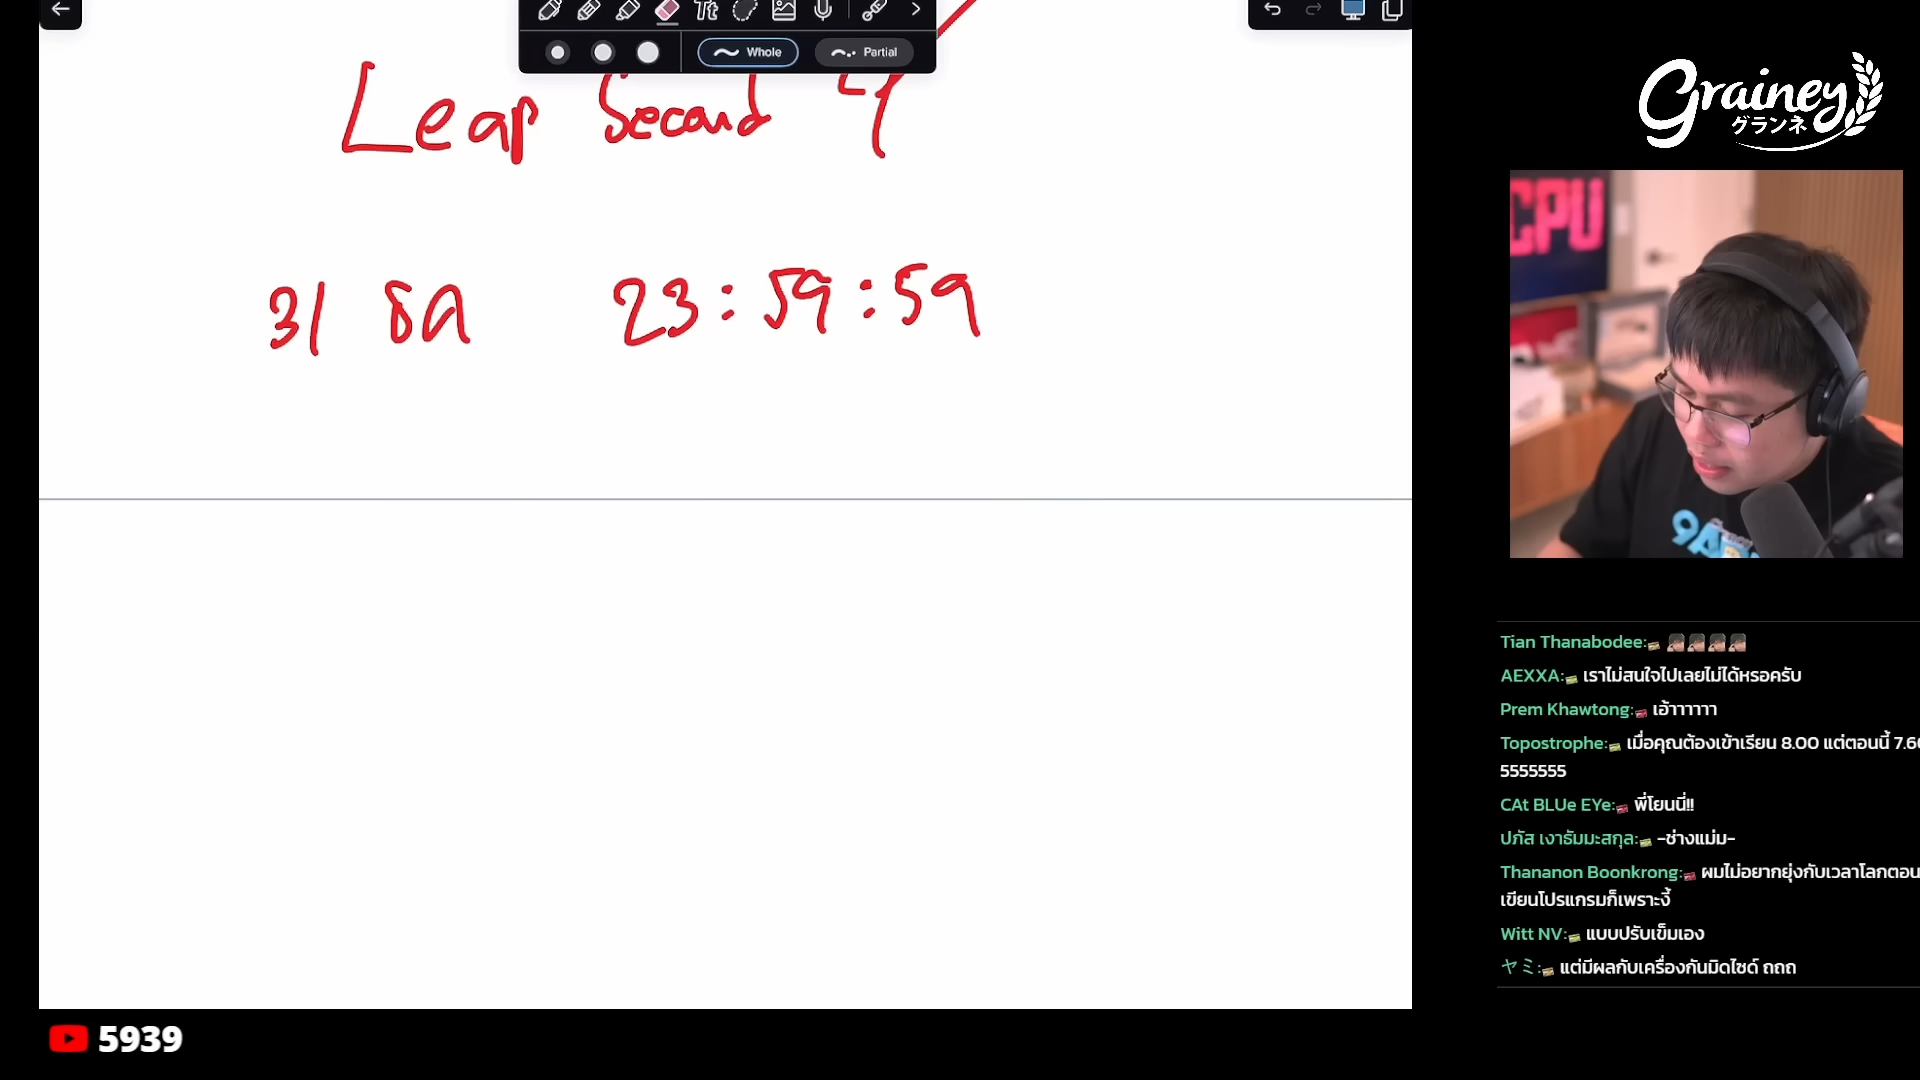 Tt
Whole
Partial
Leap Second
31 ธค 23:59:59
Grainey
グランネ
CPU
Tian Thanabodee:
AEXXA: เราไม่สนใจไปเลยไม่ได้หรอครับ
Prem Khawtong: เอ้าาาาาา
Topostrophe: เมื่อคุณต้องเข้าเรียน 8.00 แต่ตอนนี้ 7.60
5555555
CAt BLUe EYe: พี่โยนนี่!!
ปภัส เงาธัมมะสกุล: -ช่างแม่ม-
Thananon Boonkrong: ผมไม่อยากยุ่งกับเวลาโลกตอน
เขียนโปรแกรมก็เพราะงี้
Witt NV: แบบปรับเข็มเอง
ヤミ: แต่มีผลกับเครื่องกันมิดไซด์ ถถถ
5939